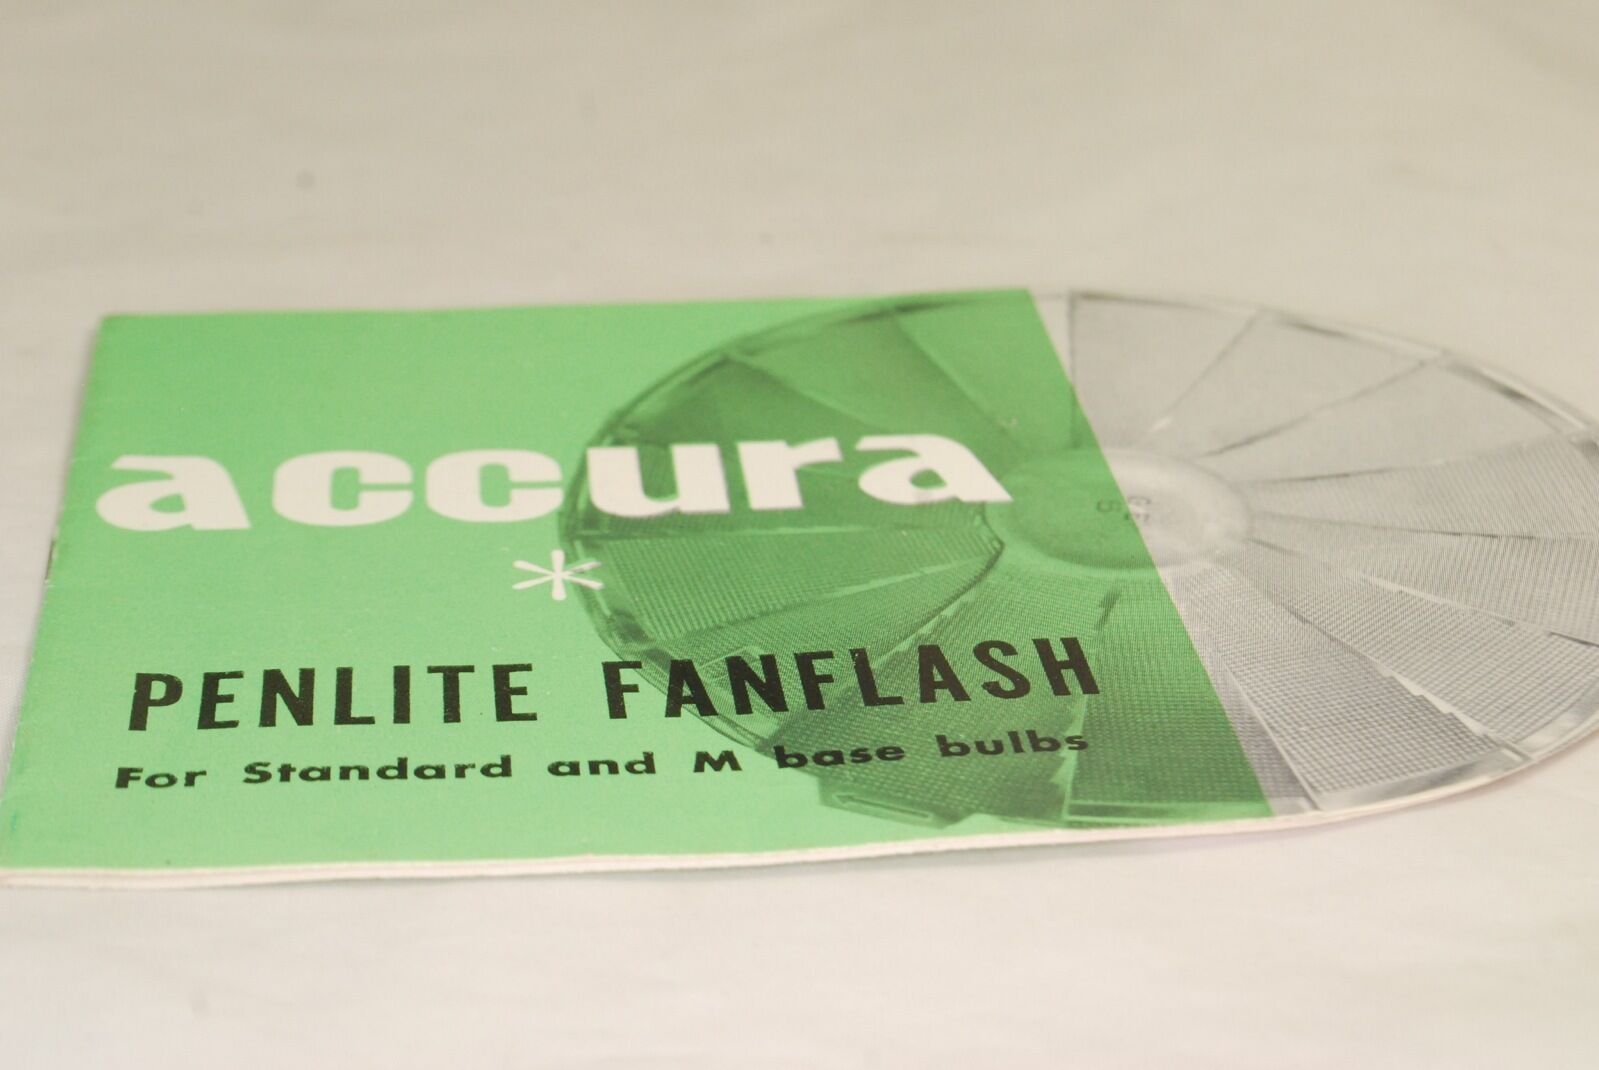 accura
*
PENLITE FANFLASH
For Standard and M base bulbs